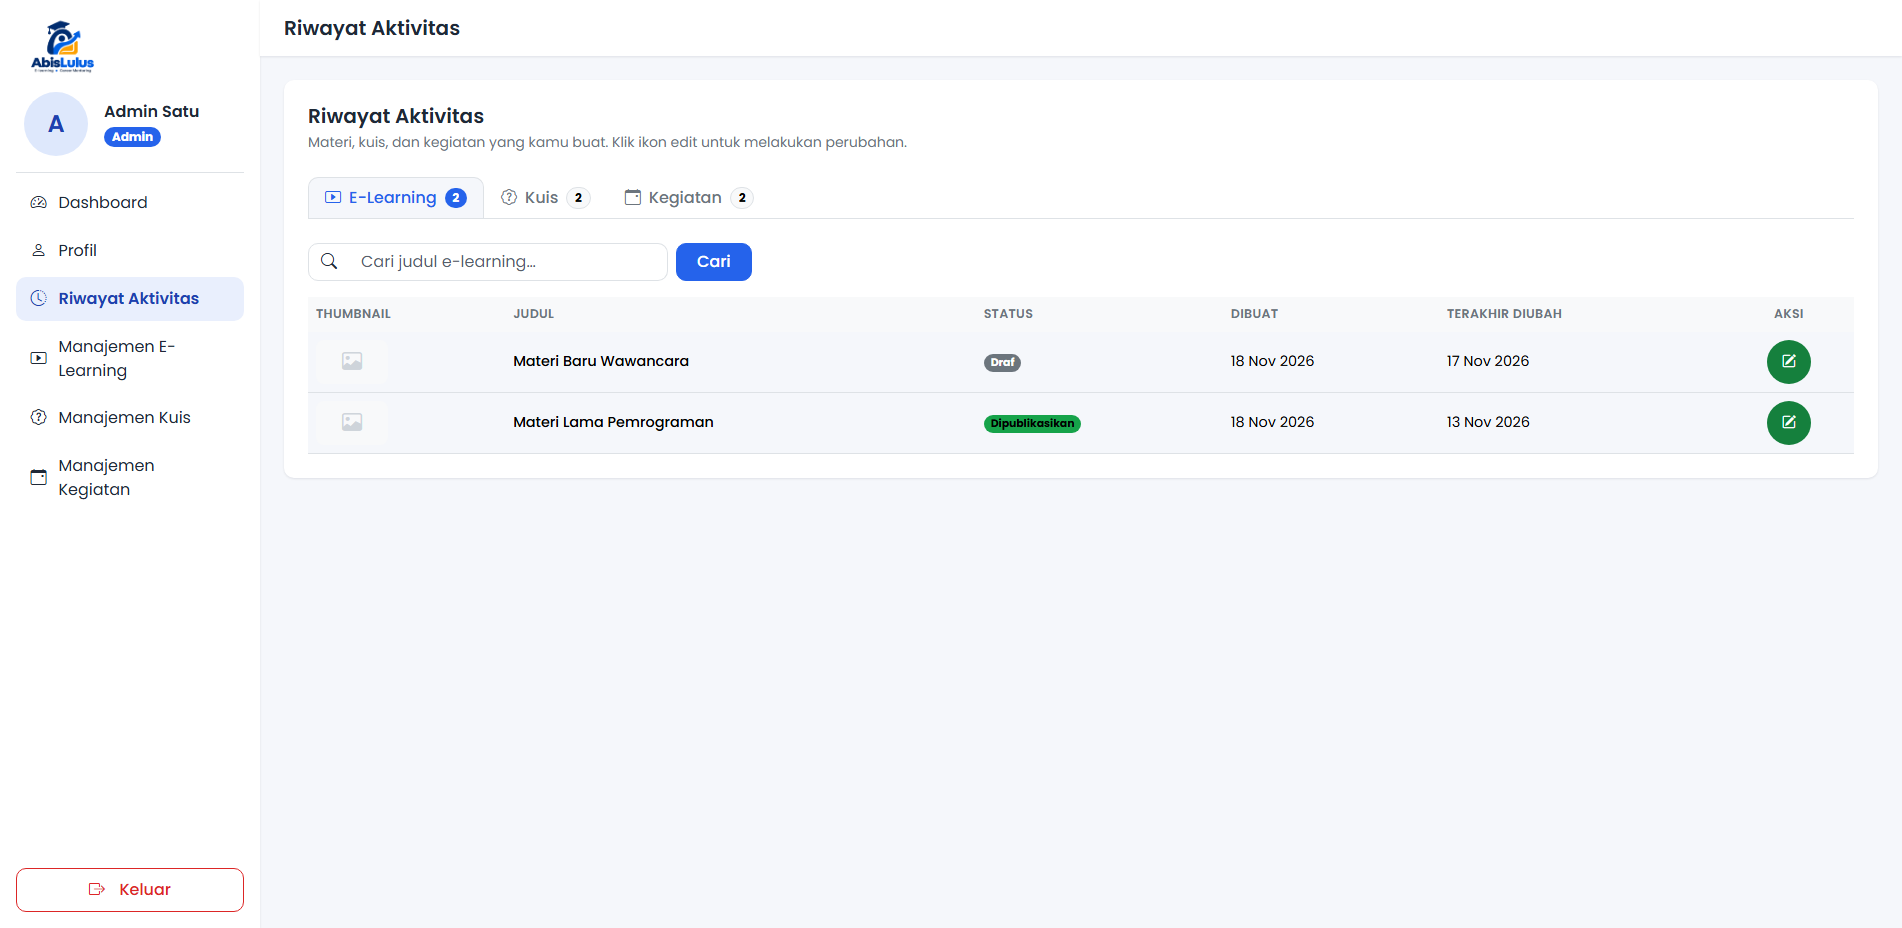 AbisLulus
Riwayat Aktivitas
A
Admin Satu
Admin
Dashboard
Profil
Riwayat Aktivitas
Manajemen E-
Learning
Manajemen Kuis
Manajemen
Kegiatan
Keluar
Riwayat Aktivitas
Materi, kuis, dan kegiatan yang kamu buat. Klik ikon edit untuk melakukan perubahan.
E-Learning 2 Kuis 2 Kegiatan 2
Cari judul e-learning... Cari
THUMBNAIL JUDUL STATUS DIBUAT TERAKHIR DIUBAH AKSI
Materi Baru Wawancara Draf 18 Nov 2026 17 Nov 2026
Materi Lama Pemrograman Dipublikasikan 18 Nov 2026 13 Nov 2026